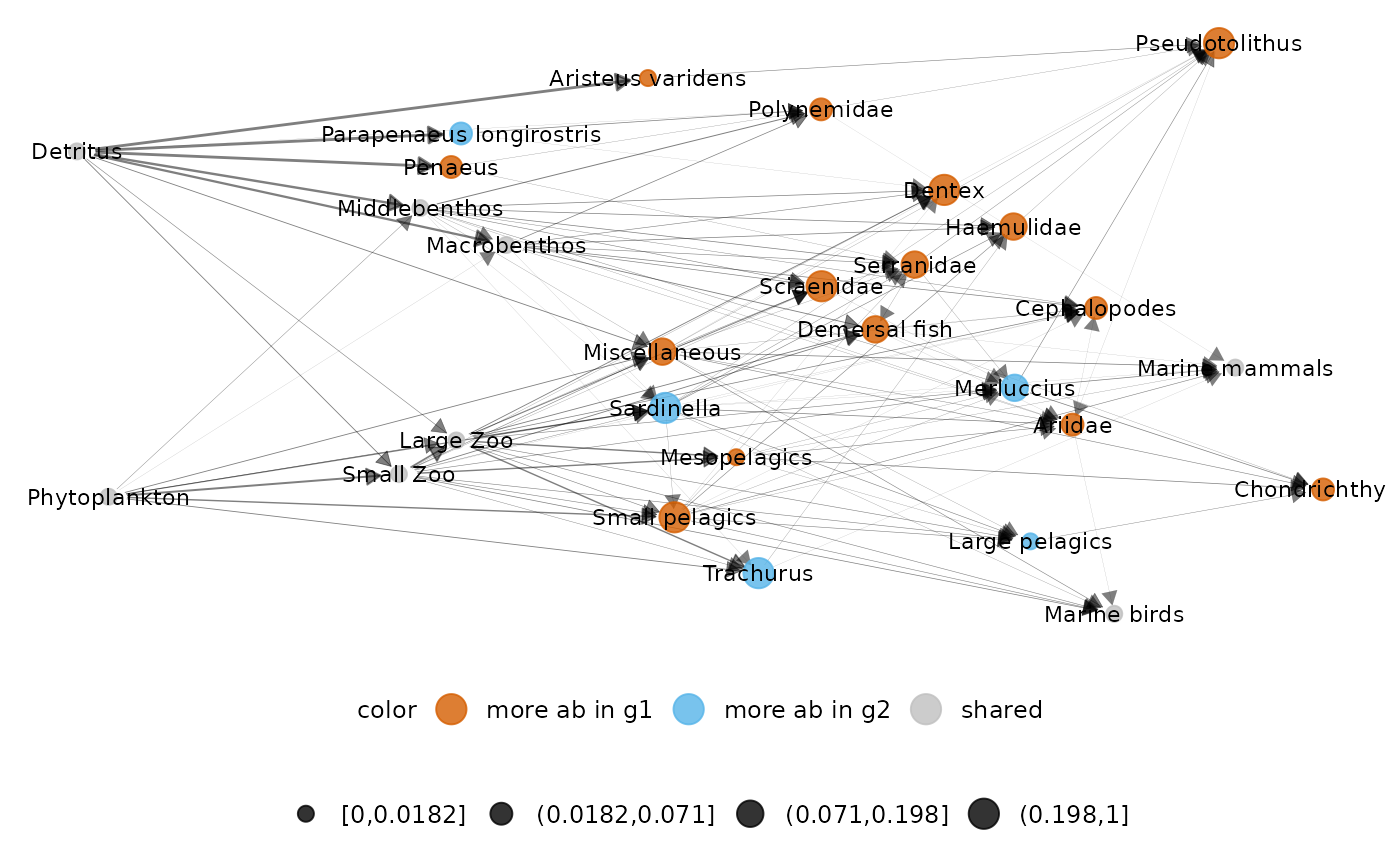 Pseudotolithus
Aristeus varidens
Polynemidae
Parapenaeus longirostris
Detritus
Penaeus
Dentex
Middlebenthos
Haemulidae
Macrobenthos
Serranidae
Sciaenidae
Cephalopodes
Demersal fish
Miscellaneous
Marine mammals
Merluccius
Sardinella
Ariidae
Large Zoo
Mesopelagics
Small Zoo
Chondrichthy
Phytoplankton
Small pelagics
Large pelagics
Trachurus
Marine birds
color more ab in g1 more ab in g2 shared
[0,0.0182] (0.0182,0.071] (0.071,0.198] (0.198,1]